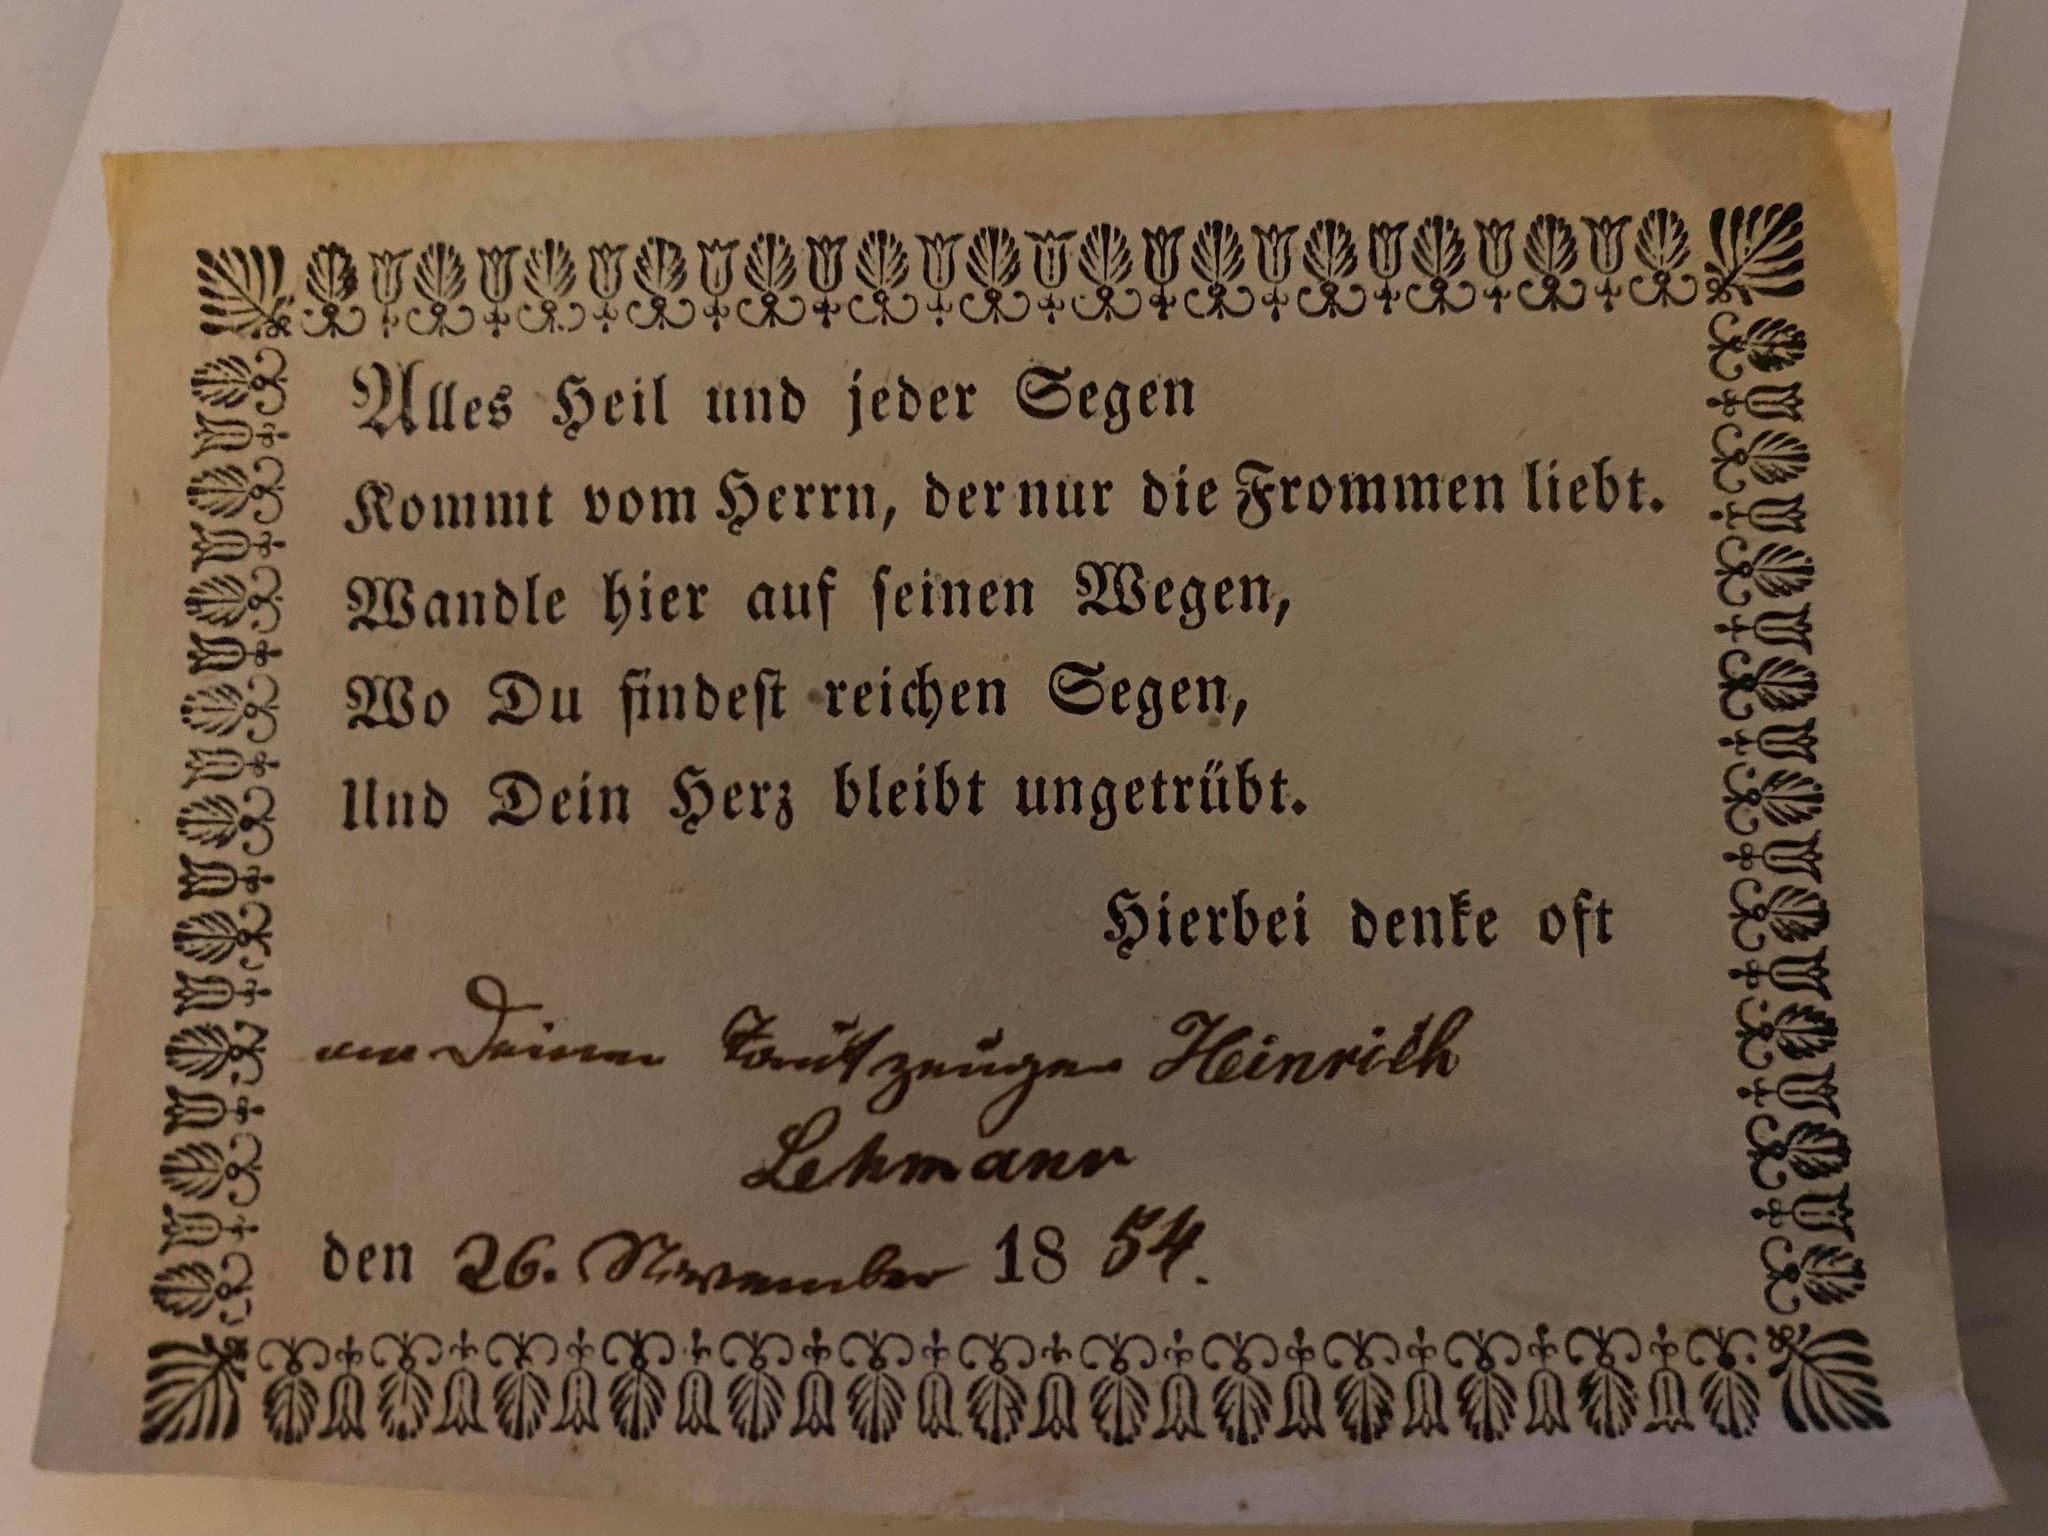 Alles Heil und jeder Segen
Kommt vom Herrn, der nur die Frommen liebt.
Wandle hier auf seinen Wegen,
Wo Du findest reichen Segen,
Und Dein Herz bleibt ungetrübt.
Hierbei denke oft
an Deinen Taufzeugen Heinrich
Lehmann
den 26. November 1854.